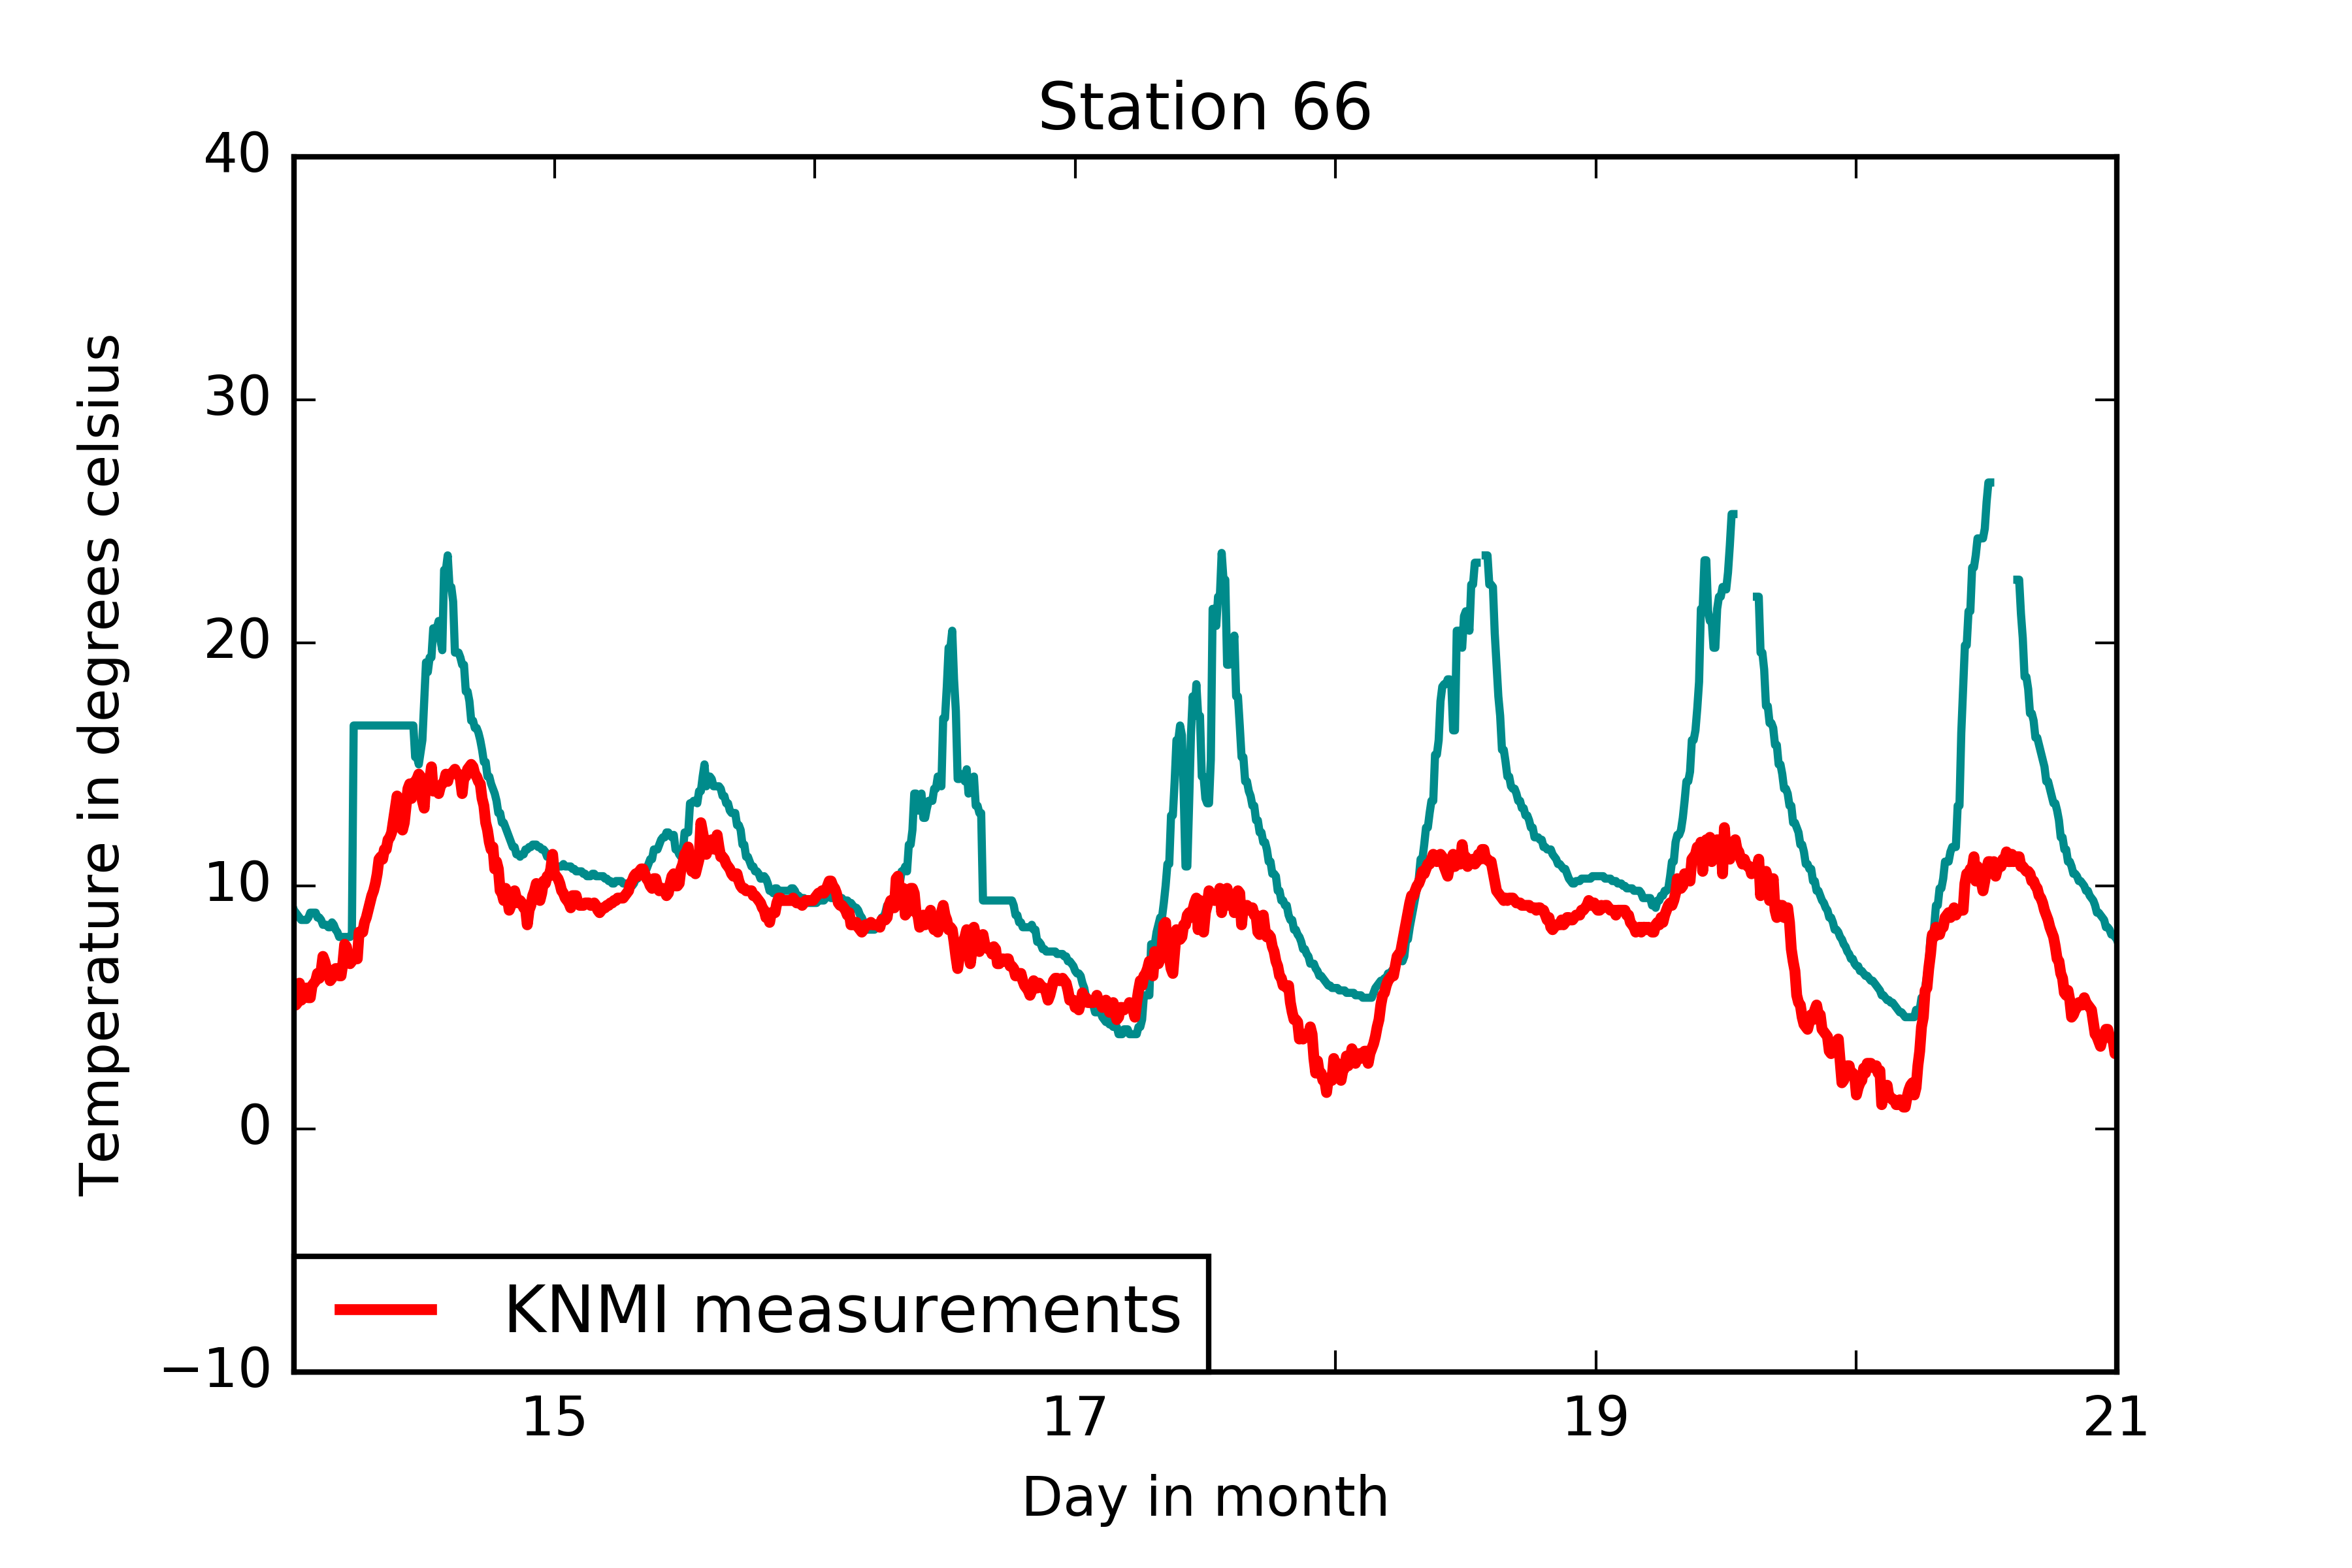 Station 66
40
30
20
10
0
−10
Temperature in degrees celsius
KNMI measurements
15 17 19 21
Day in month